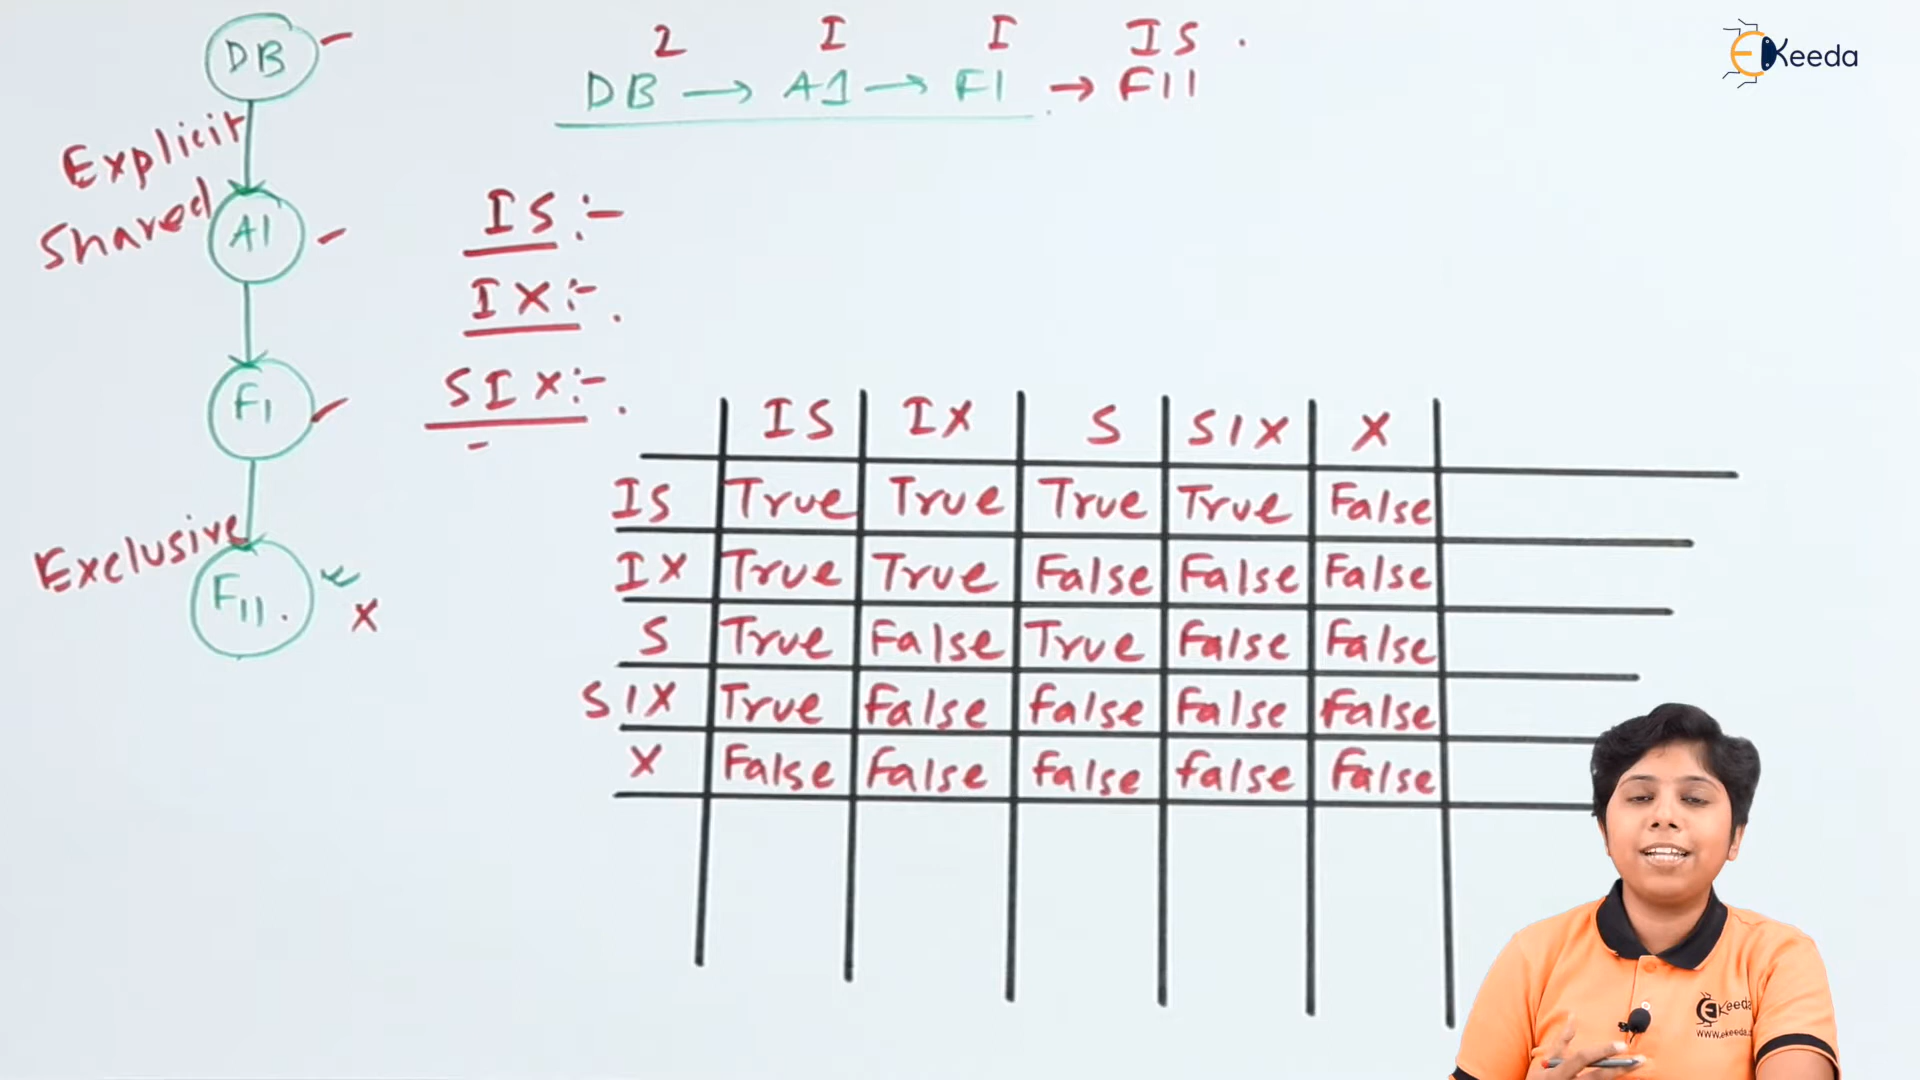 DB
Explicit
Shared
A1
F1
Exclusive
F11.
X
2 I I IS .
DB → A1 → F1 → F11
IS :-
IX :- .
SIX :- .
IS IX S SIX X
IS True True True True False
IX True True False False False
S True False True False False
SIX True False False False False
X False False False False False
EKeeda
EKeeda